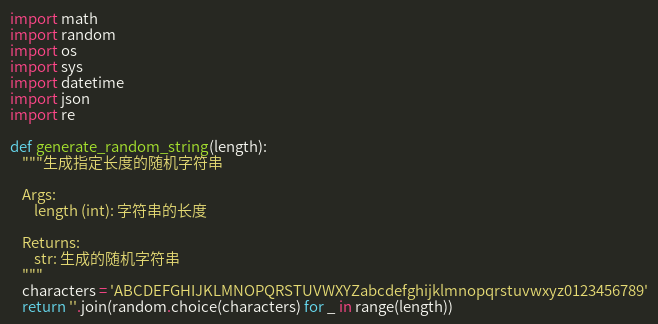 import math
import random
import os
import sys
import datetime
import json
import re

def generate_random_string(length):
    """生成指定长度的随机字符串

    Args:
        length (int): 字符串的长度

    Returns:
        str: 生成的随机字符串
    """
    characters = 'ABCDEFGHIJKLMNOPQRSTUVWXYZabcdefghijklmnopqrstuvwxyz0123456789'
    return ''.join(random.choice(characters) for _ in range(length))